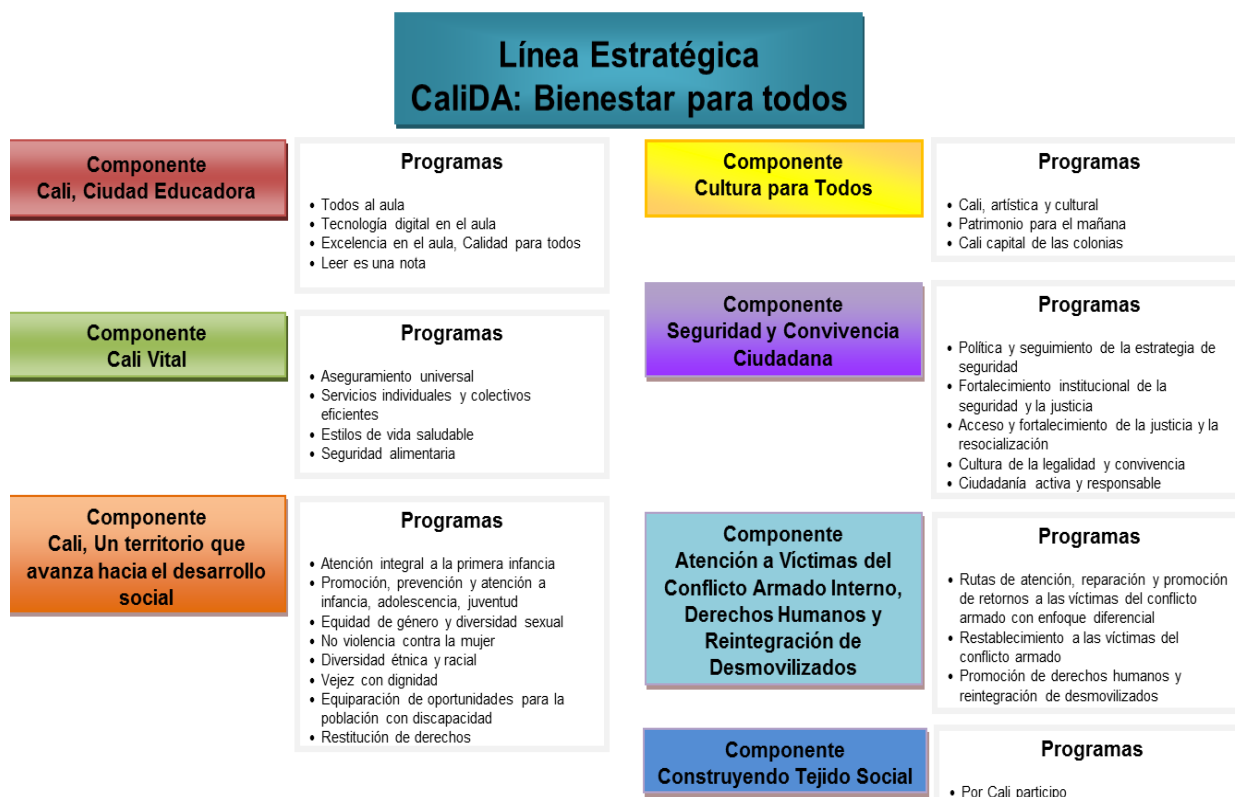 Línea Estratégica
CaliDA: Bienestar para todos
Componente
Cali, Ciudad Educadora
Programas
• Todos al aula
• Tecnología digital en el aula
• Excelencia en el aula, Calidad para todos
• Leer es una nota
Componente
Cali Vital
Programas
• Aseguramiento universal
• Servicios individuales y colectivos
eficientes
• Estilos de vida saludable
• Seguridad alimentaria
Componente
Cali, Un territorio que
avanza hacia el desarrollo
social
Programas
• Atención integral a la primera infancia
• Promoción, prevención y atención a
infancia, adolescencia, juventud
• Equidad de género y diversidad sexual
• No violencia contra la mujer
• Diversidad étnica y racial
• Vejez con dignidad
• Equiparación de oportunidades para la
población con discapacidad
• Restitución de derechos
Componente
Cultura para Todos
Programas
• Cali, artística y cultural
• Patrimonio para el mañana
• Cali capital de las colonias
Componente
Seguridad y Convivencia
Ciudadana
Programas
• Política y seguimiento de la estrategia de
seguridad
• Fortalecimiento institucional de la
seguridad y la justicia
• Acceso y fortalecimiento de la justicia y la
resocialización
• Cultura de la legalidad y convivencia
• Ciudadanía activa y responsable
Componente
Atención a Víctimas del
Conflicto Armado Interno,
Derechos Humanos y
Reintegración de
Desmovilizados
Programas
• Rutas de atención, reparación y promoción
de retornos a las víctimas del conflicto
armado con enfoque diferencial
• Restablecimiento a las víctimas del
conflicto armado
• Promoción de derechos humanos y
reintegración de desmovilizados
Componente
Construyendo Tejido Social
Programas
• Por Cali participo